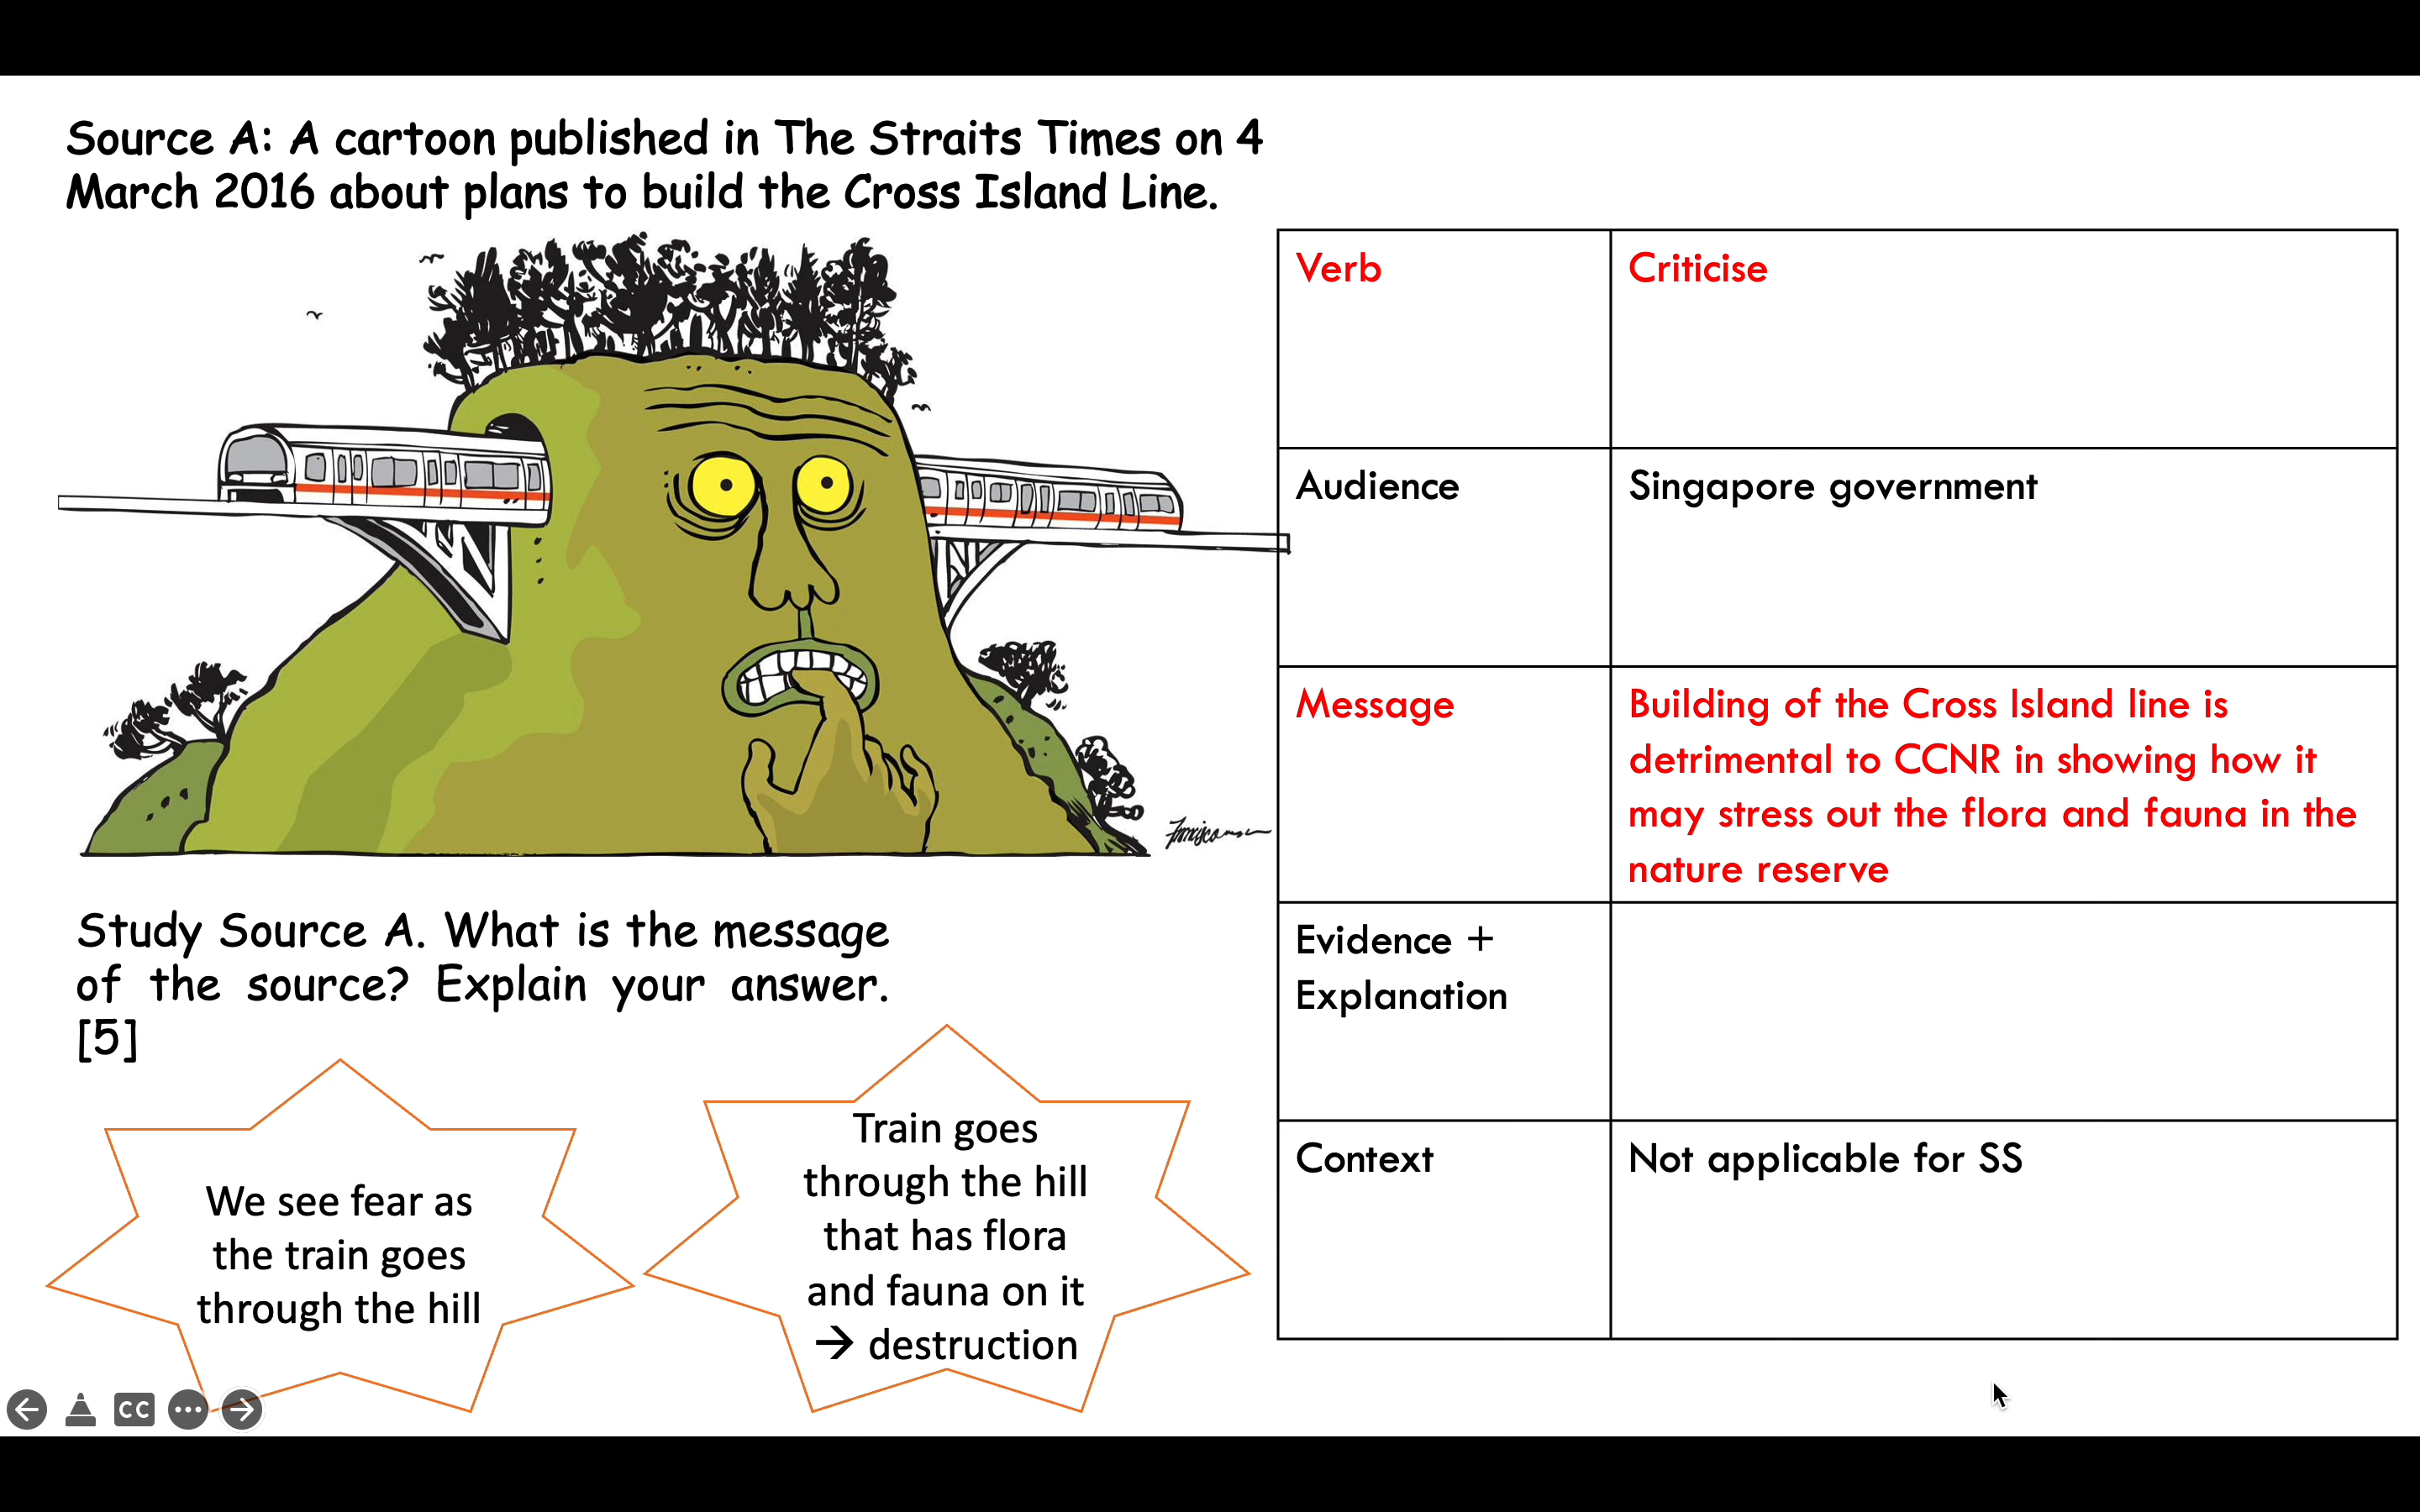 Source A: A cartoon published in The Straits Times on 4
March 2016 about plans to build the Cross Island Line.
Study Source A. What is the message
of the source? Explain your answer.
[5]
We see fear as
the train goes
through the hill
Train goes
through the hill
that has flora
and fauna on it
→ destruction
Verb
Criticise
Audience
Singapore government
Message
Building of the Cross Island line is
detrimental to CCNR in showing how it
may stress out the flora and fauna in the
nature reserve
Evidence +
Explanation
Context
Not applicable for SS
CC